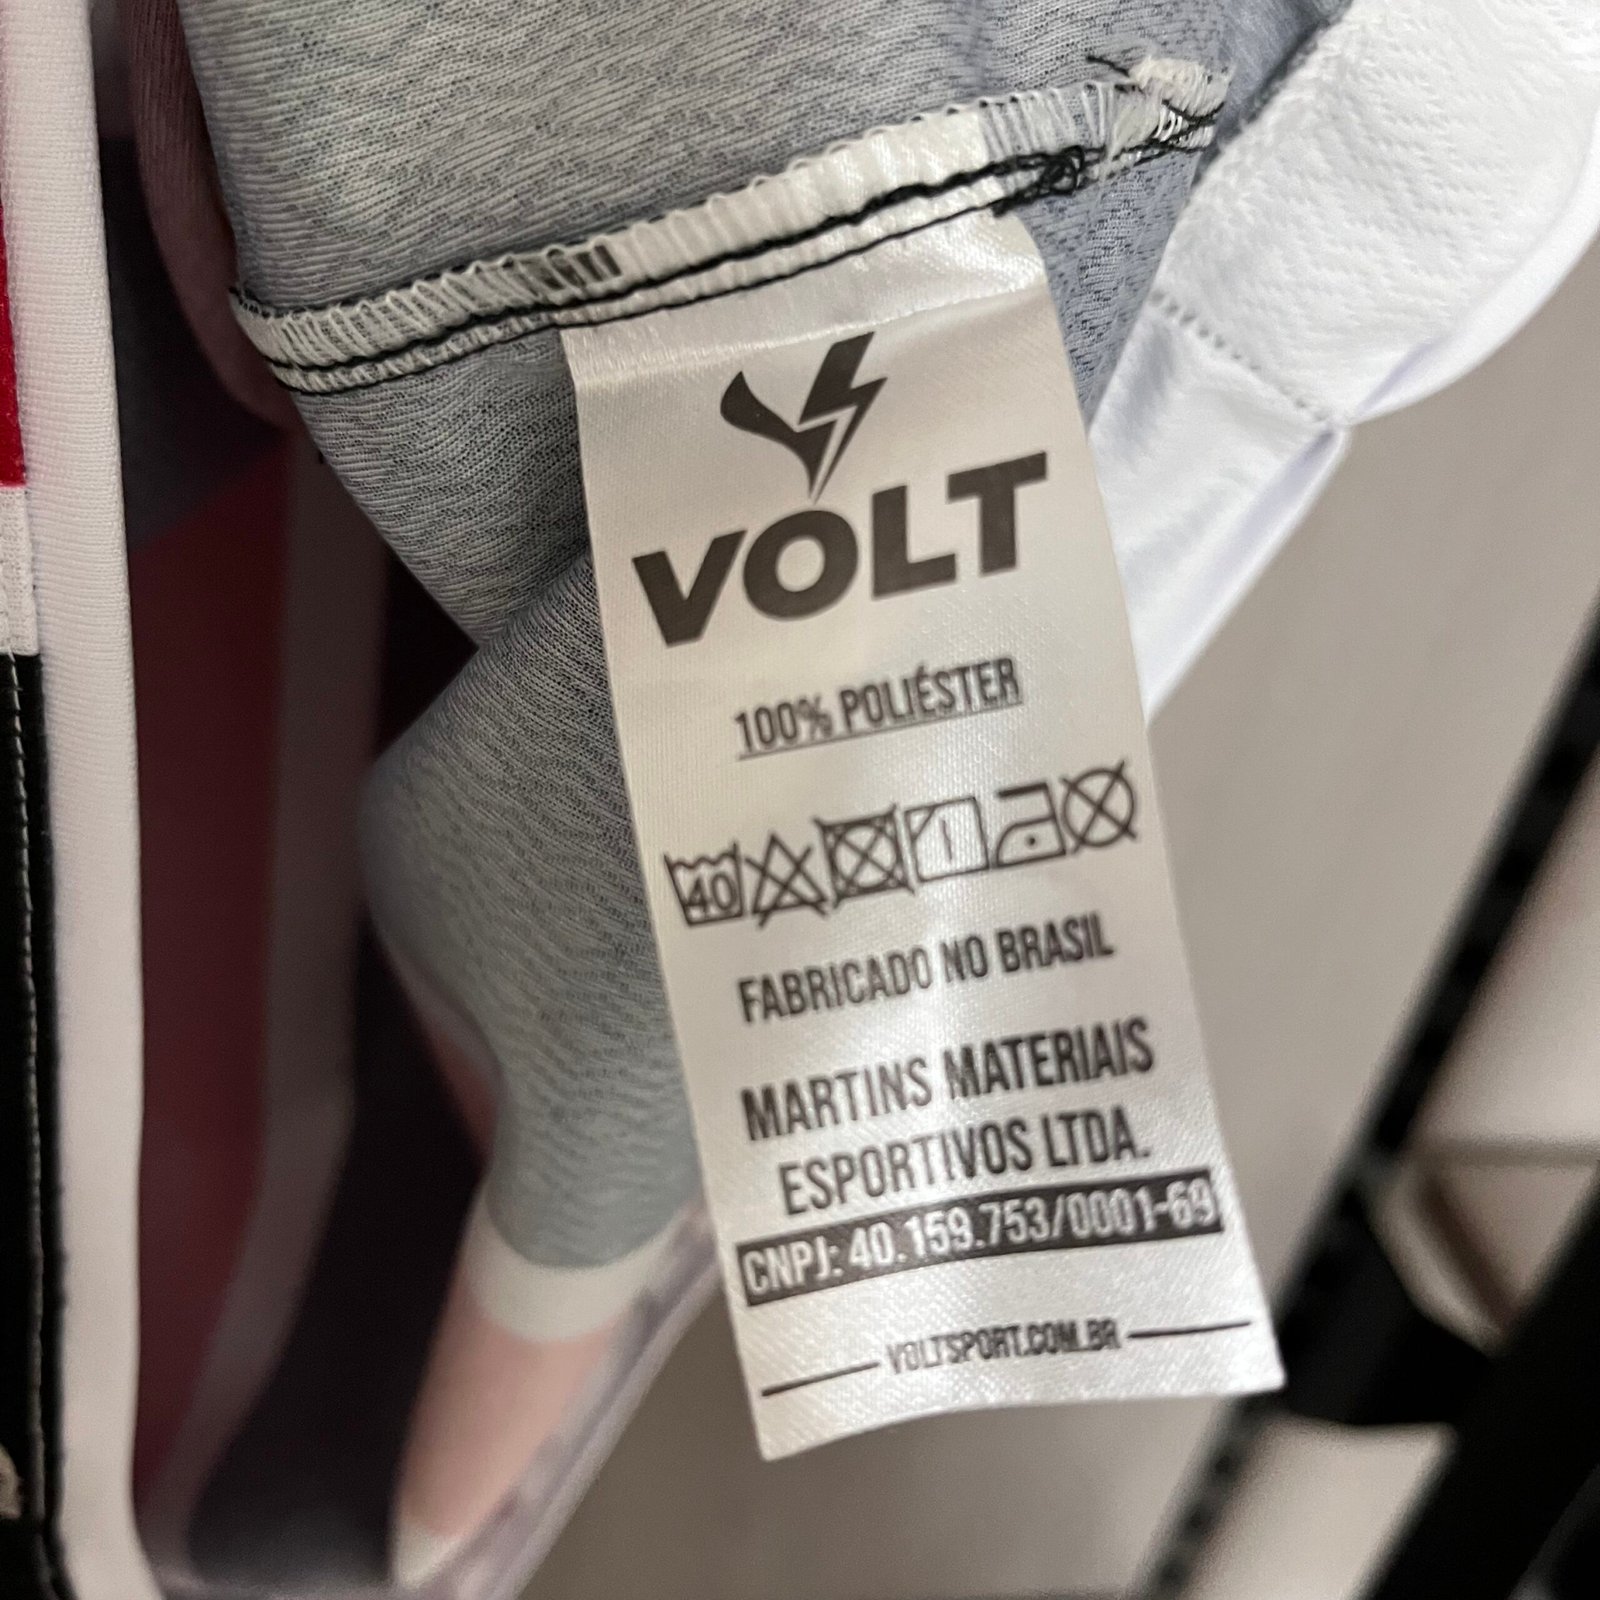 VOLT
100% POLIÉSTER
40
FABRICADO NO BRASIL
MARTINS MATERIAIS
ESPORTIVOS LTDA.
CNPJ: 40.159.753/0001-69
VOLTSPORT.COM.BR